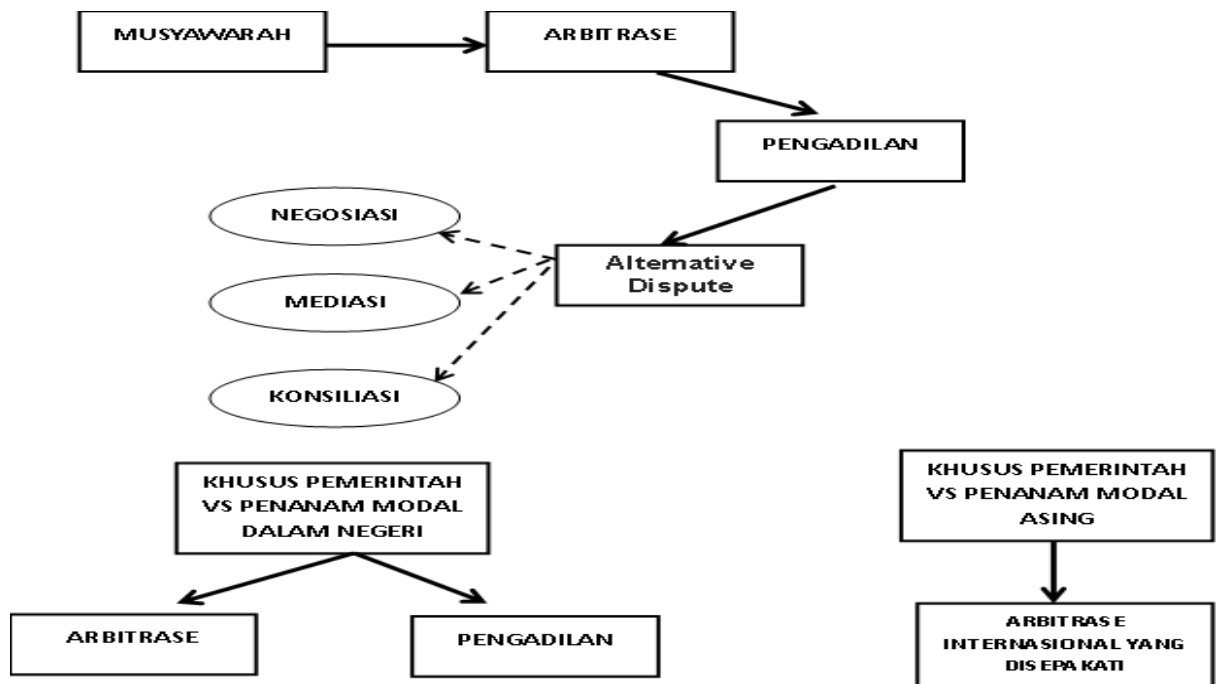 MUSYAWARAH
ARBITRASE
PENGADILAN
NEGOSIASI
Alternative
Dispute
MEDIASI
KONSILIASI
KHUSUS PEMERINTAH
VS PENANAM MODAL
DALAM NEGERI
KHUSUS PEMERINTAH
VS PENANAM MODAL
ASING
ARBITRASE
PENGADILAN
ARBITRASE
INTERNASIONAL YANG
DISEPAKATI